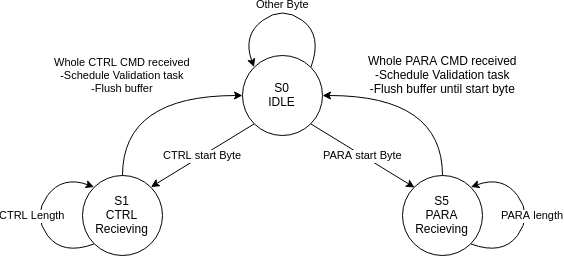 Other Byte
Whole CTRL CMD received
-Schedule Validation task
-Flush buffer
Whole PARA CMD received
-Schedule Validation task
-Flush buffer until start byte
S0
IDLE
CTRL start Byte
PARA start Byte
CTRL Length
S1
CTRL
Recieving
S5
PARA
Recieving
PARA length